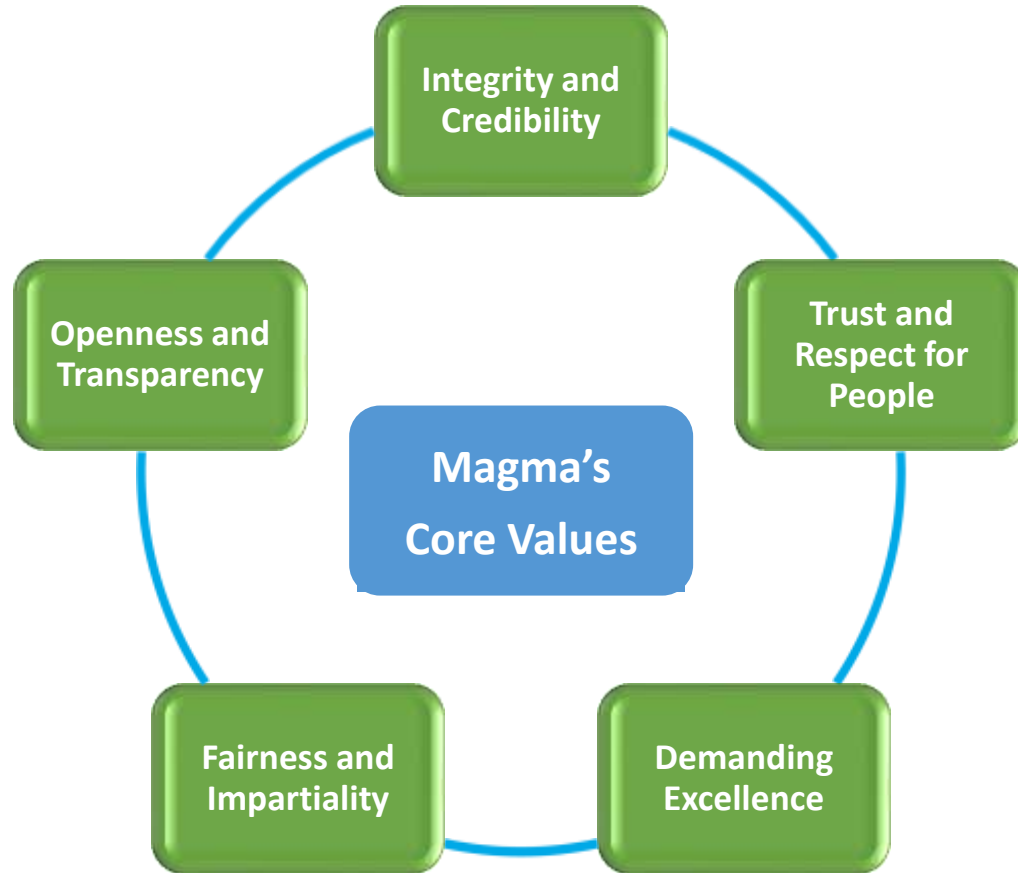 Integrity and
Credibility
Trust and
Respect for
People
Demanding
Excellence
Fairness and
Impartiality
Openness and
Transparency
Magma’s
Core Values